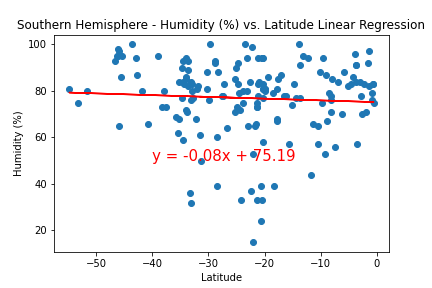 Southern Hemisphere - Humidity (%) vs. Latitude Linear Regression
100
80
60
40
20
Humidity (%)
y = -0.08x + 75.19
−50
−40
−30
−20
−10
0
Latitude